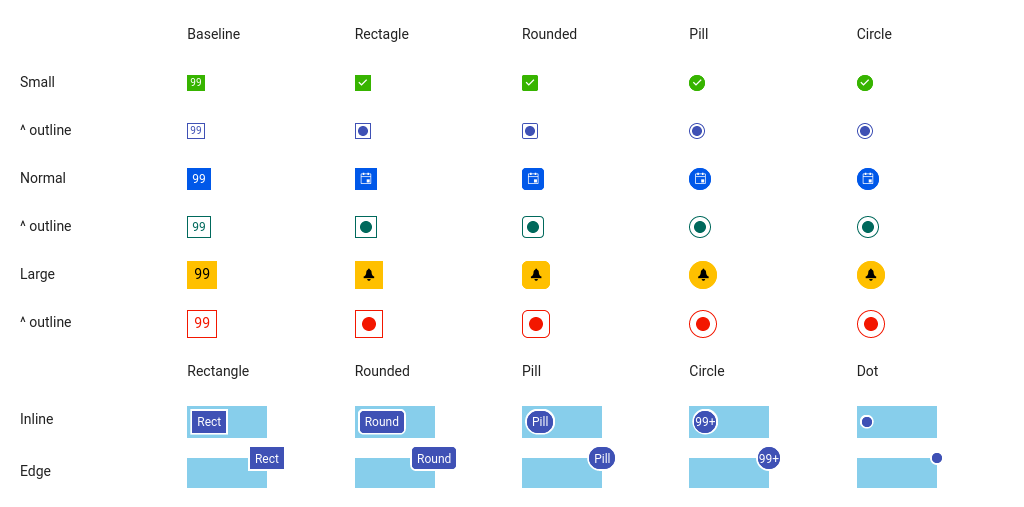 Baseline Rectagle Rounded Pill Circle
Small 99
^ outline 99
Normal 99
^ outline 99
Large 99
^ outline 99
Rectangle Rounded Pill Circle Dot
Inline Rect Round Pill 99+
Edge Rect Round Pill 99+